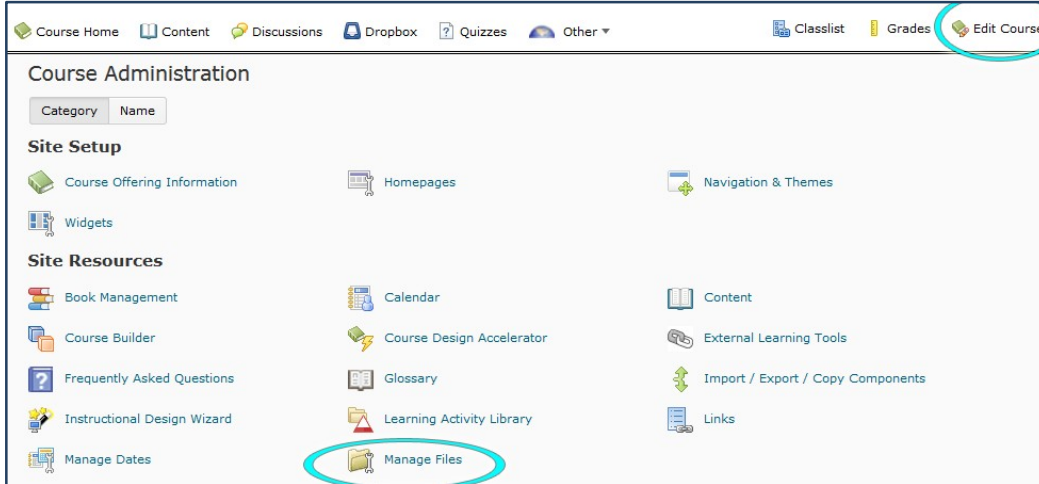 Course Home Content Discussions Dropbox Quizzes Other Classlist Grades Edit Course
Course Administration
Category Name
Site Setup
Course Offering Information Homepages Navigation & Themes
Widgets
Site Resources
Book Management Calendar Content
Course Builder Course Design Accelerator External Learning Tools
Frequently Asked Questions Glossary Import / Export / Copy Components
Instructional Design Wizard Learning Activity Library Links
Manage Dates Manage Files